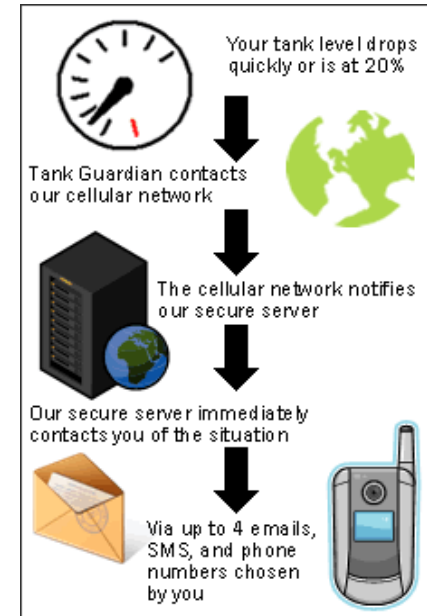 Your tank level drops
quickly or is at 20%
Tank Guardian contacts
our cellular network
The cellular network notifies
our secure server
Our secure server immediately
contacts you of the situation
Via up to 4 emails,
SMS, and phone
numbers chosen
by you